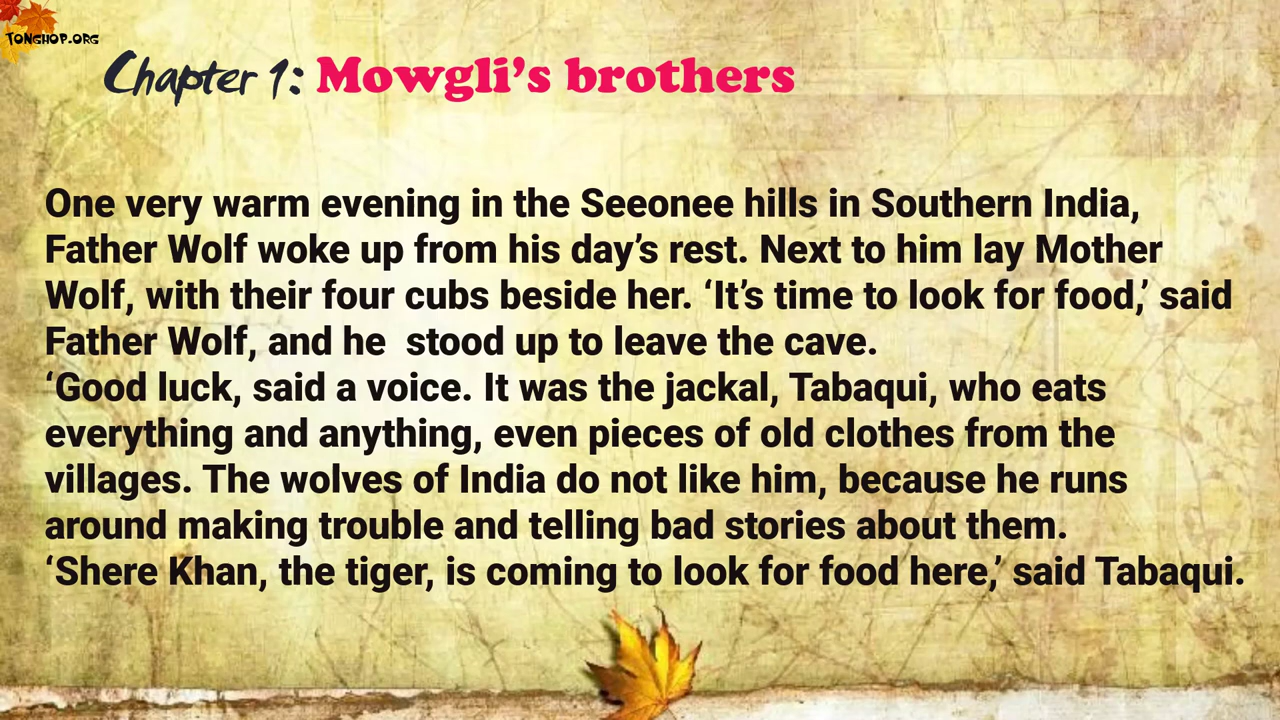 TONGHOP.ORG
Chapter 1: Mowgli’s brothers
One very warm evening in the Seeonee hills in Southern India,
Father Wolf woke up from his day’s rest. Next to him lay Mother
Wolf, with their four cubs beside her. ‘It’s time to look for food,’ said
Father Wolf, and he  stood up to leave the cave.
‘Good luck, said a voice. It was the jackal, Tabaqui, who eats
everything and anything, even pieces of old clothes from the
villages. The wolves of India do not like him, because he runs
around making trouble and telling bad stories about them.
‘Shere Khan, the tiger, is coming to look for food here,’ said Tabaqui.